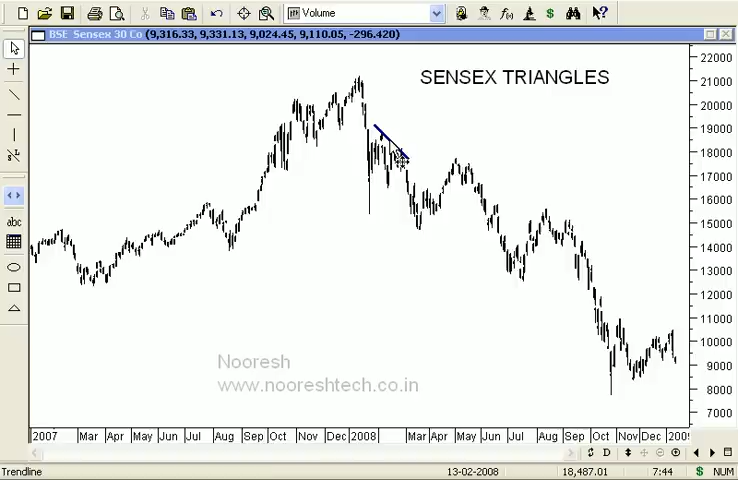 Volume
BSE Sensex 30 Co (9,316.33, 9,331.13, 9,024.45, 9,110.05, -296.420)
SENSEX TRIANGLES
22000
21000
20000
19000
18000
17000
16000
15000
14000
13000
12000
11000
10000
9000
8000
7000
abc
Nooresh
www.nooreshtech.co.in
2007 Mar Apr May Jun Jul Aug Sep Oct Nov Dec 2008 Mar Apr May Jun Jul Aug Sep Oct Nov Dec 2009
D
Trendline 13-02-2008 18,487.01 7:44 $ NUM